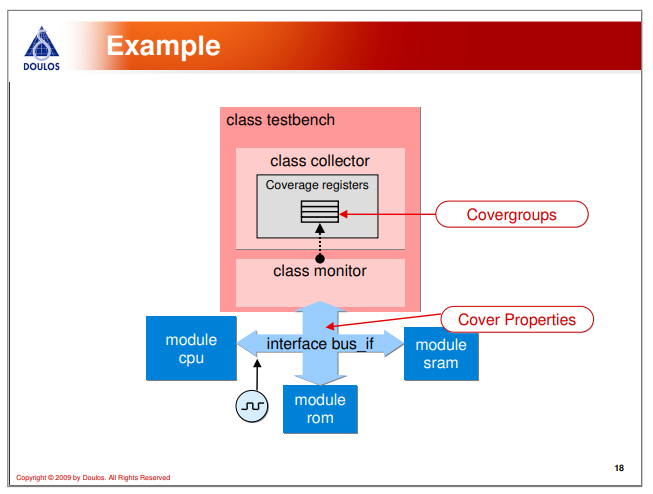 DOULOS
Example
class testbench
class collector
Coverage registers
Covergroups
class monitor
Cover Properties
module
cpu
interface bus_if
module
sram
module
rom
18
Copyright © 2009 by Doulos. All Rights Reserved